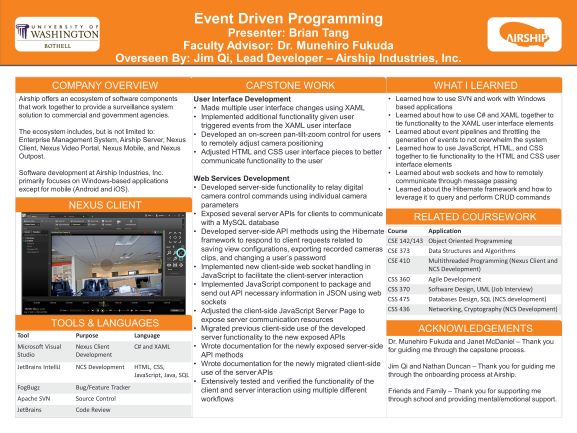 UNIVERSITY of
WASHINGTON
BOTHELL
Event Driven Programming
Presenter: Brian Tang
Faculty Advisor: Dr. Munehiro Fukuda
Overseen By: Jim Qi, Lead Developer – Airship Industries, Inc.
AIRSHIP
COMPANY OVERVIEW
Airship offers an ecosystem of software components
that work together to provide a surveillance system
solution to commercial and government agencies.
The ecosystem includes, but is not limited to:
Enterprise Management System, Airship Server, Nexus
Client, Nexus Video Portal, Nexus Mobile, and Nexus
Outpost.
Software development at Airship Industries, Inc.
primarily focuses on Windows-based applications
except for mobile (Android and iOS).
NEXUS CLIENT
TOOLS & LANGUAGES
Tool Purpose Language
Microsoft Visual Studio Nexus Client Development C# and XAML
JetBrains IntelliJ NCS Development HTML, CSS, JavaScript, Java, SQL
FogBugz Bug/Feature Tracker
Apache SVN Source Control
JetBrains Code Review
CAPSTONE WORK
User Interface Development
• Made multiple user interface changes using XAML
• Implemented additional functionality given user
triggered events from the XAML user interface
• Developed an on-screen pan-tilt-zoom control for users
to remotely adjust camera positioning
• Adjusted HTML and CSS user interface pieces to better
communicate functionality to the user
Web Services Development
• Developed server-side functionality to relay digital
camera control commands using individual camera
parameters
• Exposed several server APIs for clients to communicate
with a MySQL database
• Developed server-side API methods using the Hibernate
framework to respond to client requests related to
saving view configurations, exporting recorded camera
clips, and changing a user's password
• Implemented new client-side web socket handling in
JavaScript to facilitate the client-server interaction
• Implemented JavaScript component to package and
send out API necessary information in JSON using web
sockets
• Adjusted the client-side JavaScript Server Page to
expose server communication resources
• Migrated previous client-side use of the developed
server functionality to the new exposed APIs
• Wrote documentation for the newly exposed server-side
API methods
• Wrote documentation for the newly migrated client-side
use of the server APIs
• Extensively tested and verified the functionality of the
client and server interaction using multiple different
workflows
WHAT I LEARNED
• Learned how to use SVN and work with Windows
based applications
• Learned about how to use C# and XAML together to
tie functionality to the XAML user interface elements
• Learned about event pipelines and throttling the
generation of events to not overwhelm the system
• Learned how to use JavaScript, HTML, and CSS
together to tie functionality to the HTML and CSS user
interface elements
• Learned about web sockets and how to remotely
communicate through message passing
• Learned about the Hibernate framework and how to
leverage it to query and perform CRUD commands
RELATED COURSEWORK
Course Application
CSE 142/143 Object Oriented Programming
CSE 373 Data Structures and Algorithms
CSE 410 Multithreaded Programming (Nexus Client and
NCS Development)
CSS 360 Agile Development
CSS 370 Software Design, UML (Job Interview)
CSS 475 Databases Design, SQL (NCS development)
CSS 436 Networking, Cryptography (NCS Development)
ACKNOWLEDGEMENTS
Dr. Munehiro Fukuda and Janet McDaniel – Thank you
for guiding me through the capstone process.
Jim Qi and Nathan Duncan – Thank you for guiding me
through the onboarding process at Airship.
Friends and Family – Thank you for supporting me
through school and providing mental/emotional support.